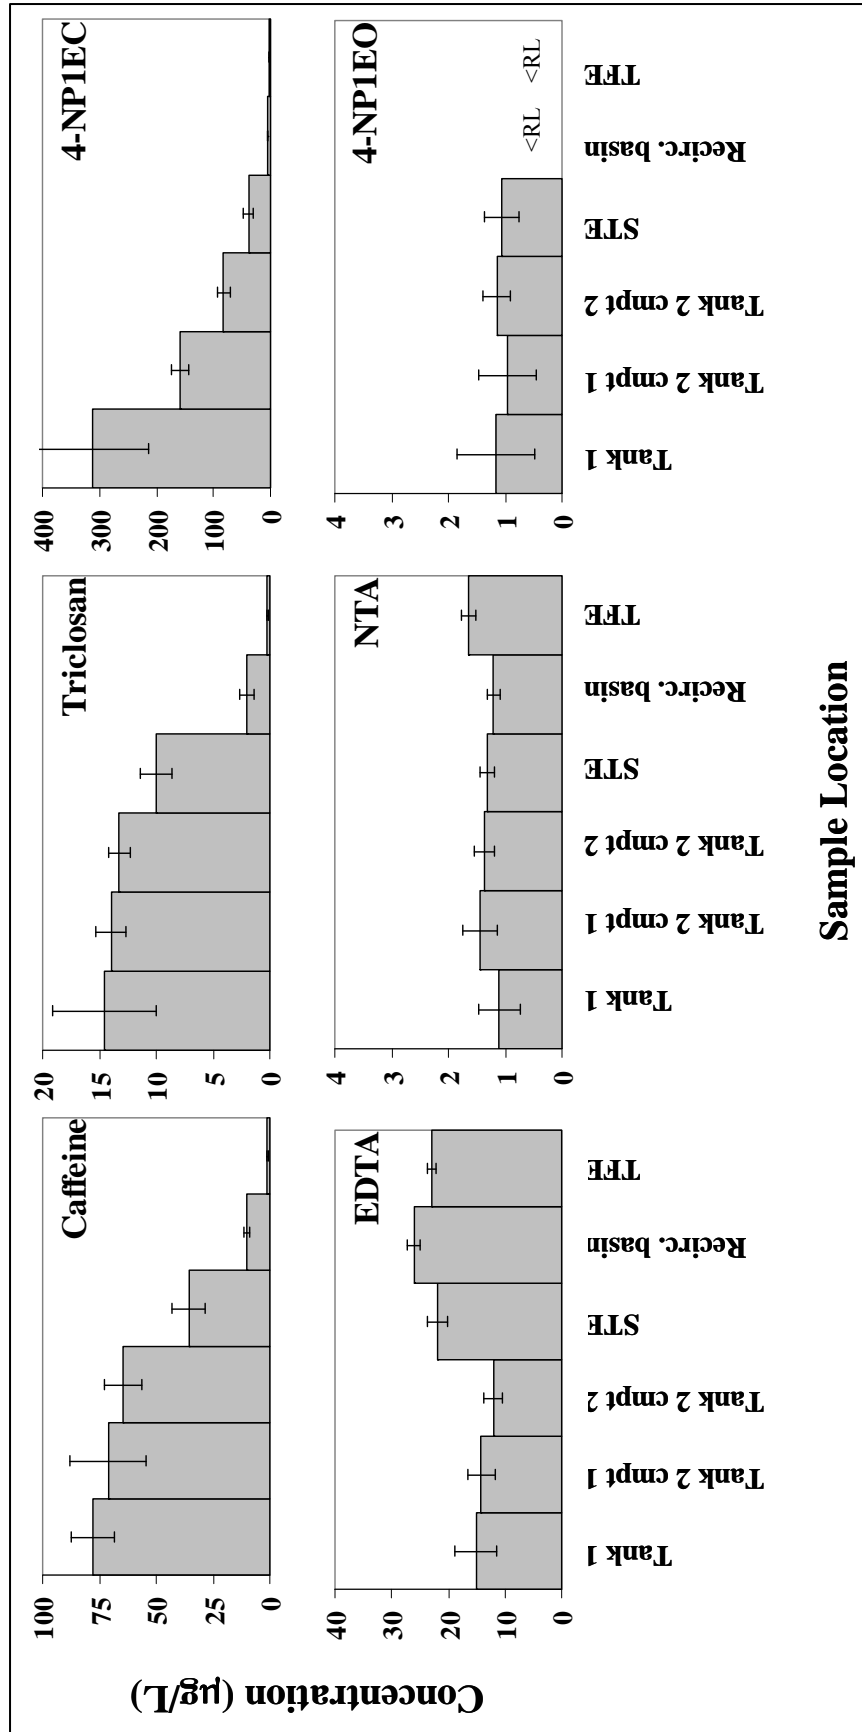 Concentration (µg/L)
Caffeine
100
75
50
25
0
Triclosan
20
15
10
5
0
4-NP1EC
400
300
200
100
0
EDTA
40
30
20
10
0
NTA
4
3
2
1
0
4-NP1EO
4
3
2
1
0
<RL <RL
Tank 1
Tank 2 cmpt 1
Tank 2 cmpt 2
STE
Recirc. basin
TFE
Tank 1
Tank 2 cmpt 1
Tank 2 cmpt 2
STE
Recirc. basin
TFE
Tank 1
Tank 2 cmpt 1
Tank 2 cmpt 2
STE
Recirc. basin
TFE
Sample Location